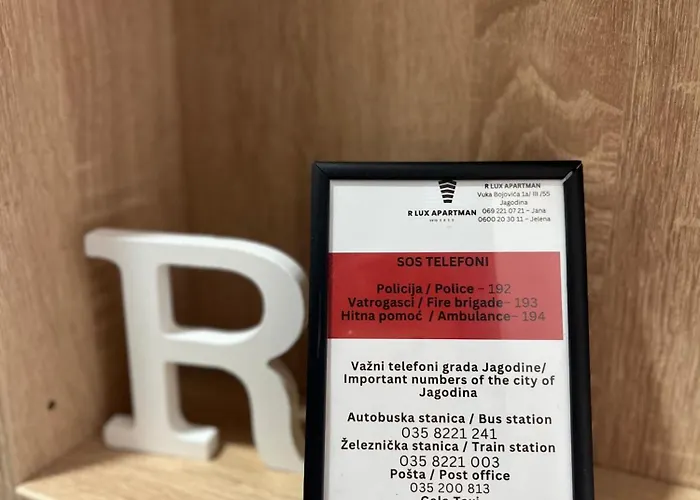 R
R LUX APARTMAN
R LUX APARTMAN
Vuka Bojovića 1a/ III /55
Jagodina
069 221 07 21 – Jana
0600 20 30 11 – Jelena
SOS TELEFONI
Policija / Police – 192
Vatrogasci / Fire brigade– 193
Hitna pomoć / Ambulance– 194
Važni telefoni grada Jagodine/
Important numbers of the city of
Jagodina
Autobuska stanica / Bus station
035 8221 241
Železnička stanica / Train station
035 8221 003
Pošta / Post office
035 200 813